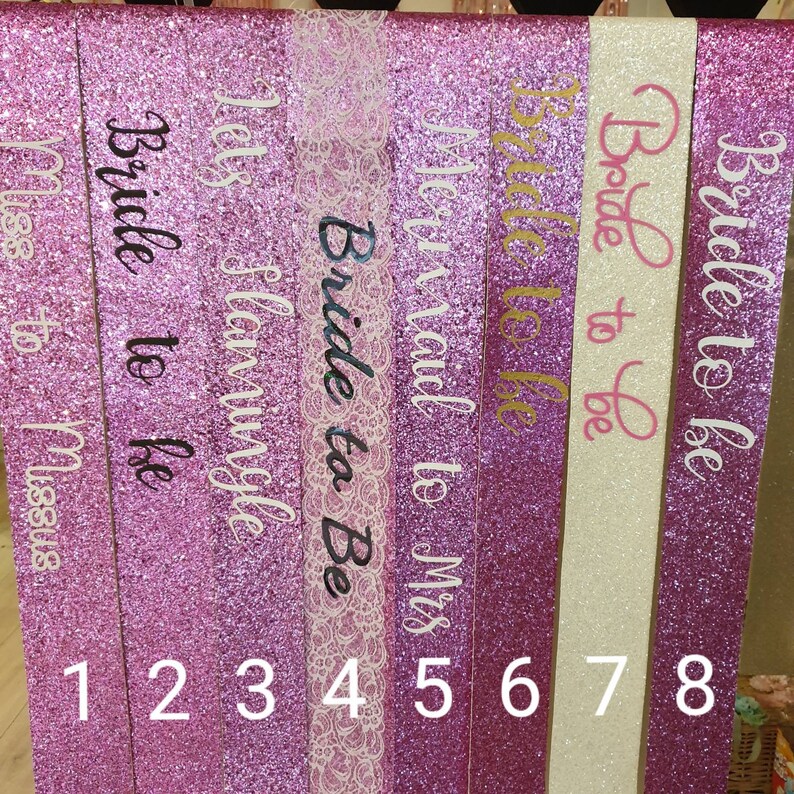 Miss to Missus
Bride to be
Lets flamingle
Bride to Be
Mermaid to Mrs
Bride to be
Bride to be
Bride to be
1 2 3 4 5 6 7 8